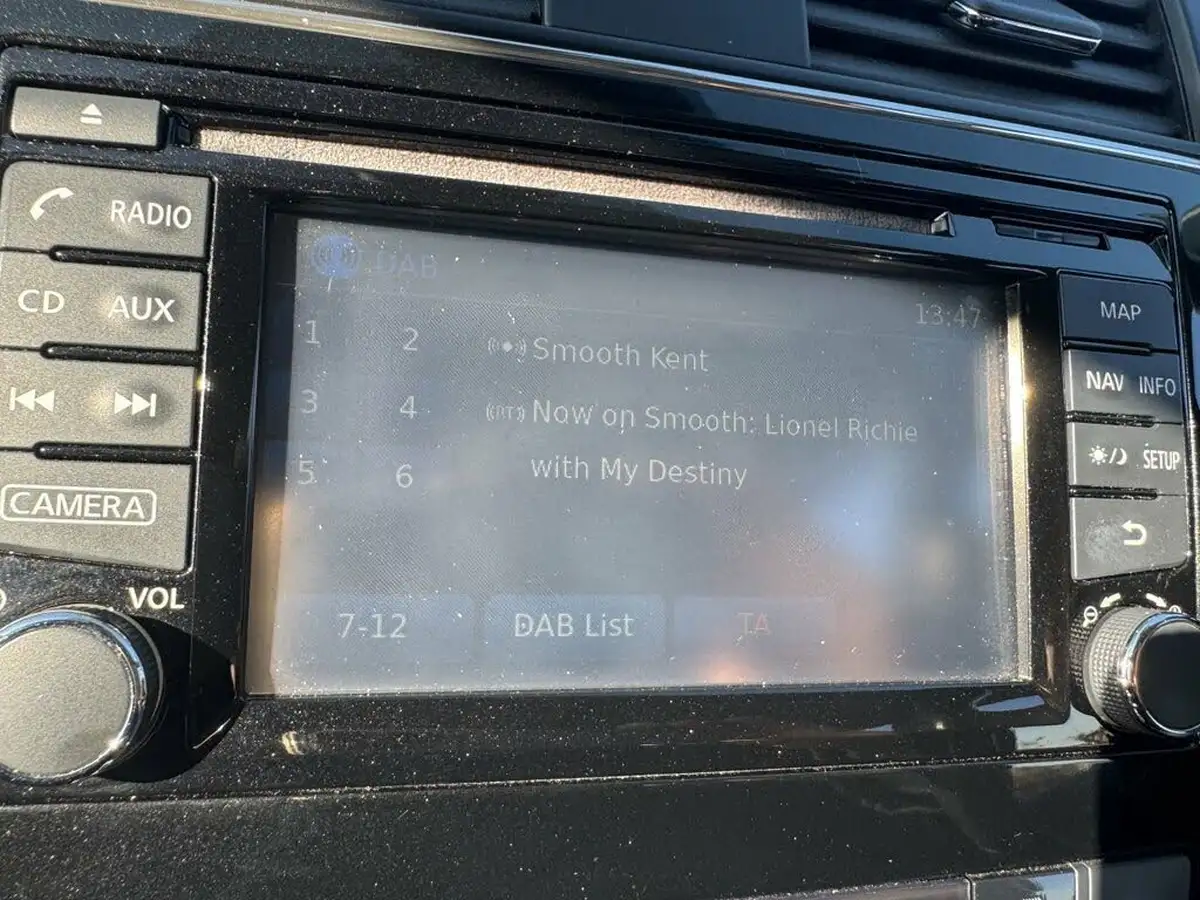 RADIO
CD AUX
CAMERA
VOL
DAB
13:47
1 2
Smooth Kent
3 4
Now on Smooth: Lionel Richie
5 6
with My Destiny
7-12 DAB List TA
MAP
NAV INFO
SETUP